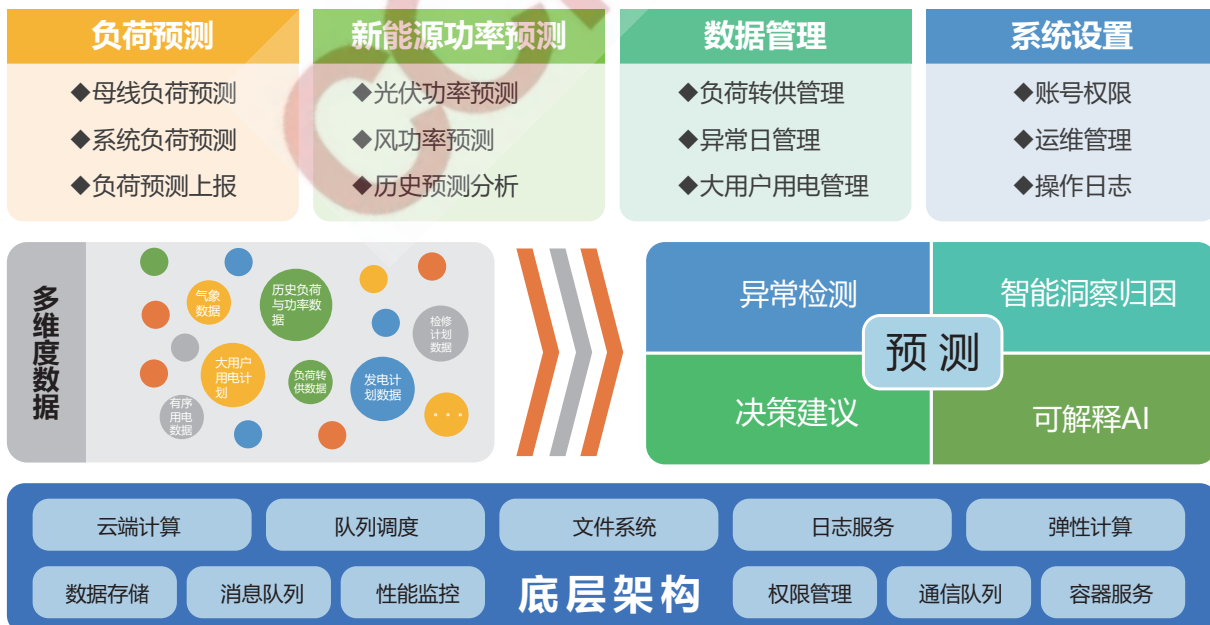 负荷预测
◆母线负荷预测
◆系统负荷预测
◆负荷预测上报
新能源功率预测
◆光伏功率预测
◆风功率预测
◆历史预测分析
数据管理
◆负荷转供管理
◆异常日管理
◆大用户用电管理
系统设置
◆账号权限
◆运维管理
◆操作日志
多维度数据
气象
数据
历史负荷
与功率数
据
检修
计划
数据
大用户
用电计
划
负荷转
供数据
发电计
划数据
有序
用电
数据
···
异常检测
智能洞察归因
预测
决策建议
可解释AI
云端计算
队列调度
文件系统
日志服务
弹性计算
数据存储
消息队列
性能监控
底层架构
权限管理
通信队列
容器服务